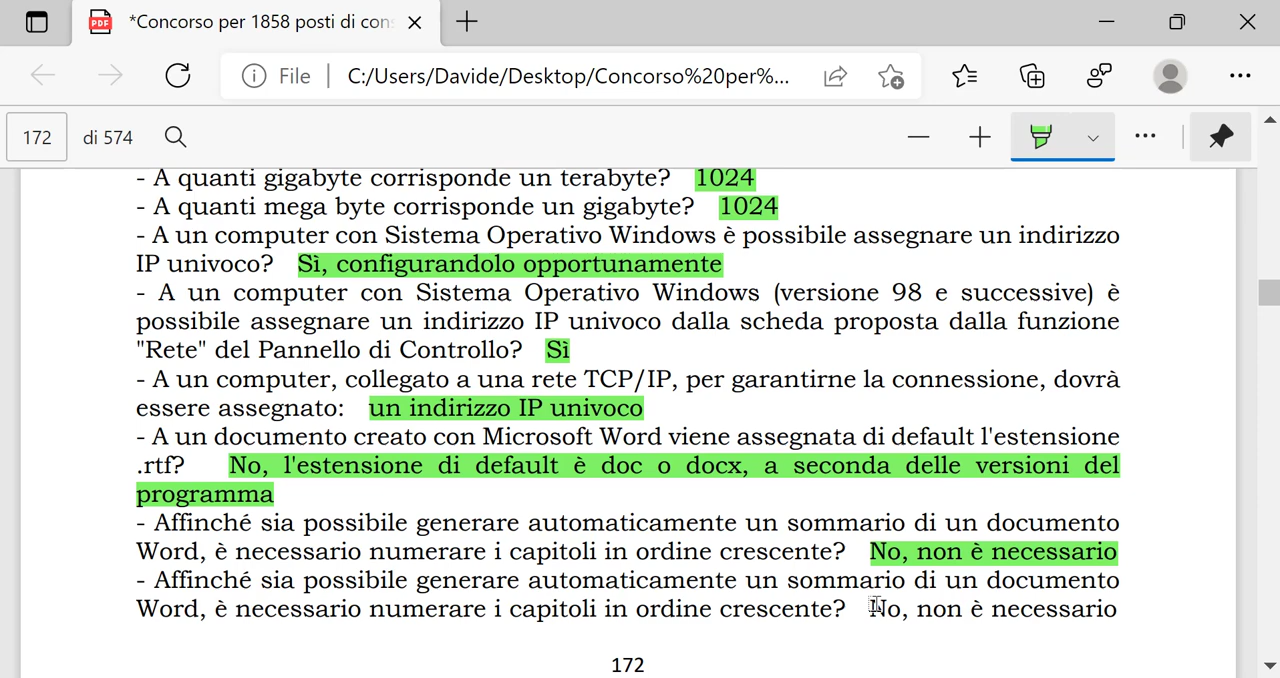 PDF *Concorso per 1858 posti di con
File C:/Users/Davide/Desktop/Concorso%20per%...
172 di 574
- A quanti gigabyte corrisponde un terabyte? 1024
- A quanti mega byte corrisponde un gigabyte? 1024
- A un computer con Sistema Operativo Windows è possibile assegnare un indirizzo
IP univoco? Sì, configurandolo opportunamente
- A un computer con Sistema Operativo Windows (versione 98 e successive) è
possibile assegnare un indirizzo IP univoco dalla scheda proposta dalla funzione
"Rete" del Pannello di Controllo? Sì
- A un computer, collegato a una rete TCP/IP, per garantirne la connessione, dovrà
essere assegnato: un indirizzo IP univoco
- A un documento creato con Microsoft Word viene assegnata di default l'estensione
.rtf? No, l'estensione di default è doc o docx, a seconda delle versioni del
programma
- Affinché sia possibile generare automaticamente un sommario di un documento
Word, è necessario numerare i capitoli in ordine crescente? No, non è necessario
- Affinché sia possibile generare automaticamente un sommario di un documento
Word, è necessario numerare i capitoli in ordine crescente? No, non è necessario
172